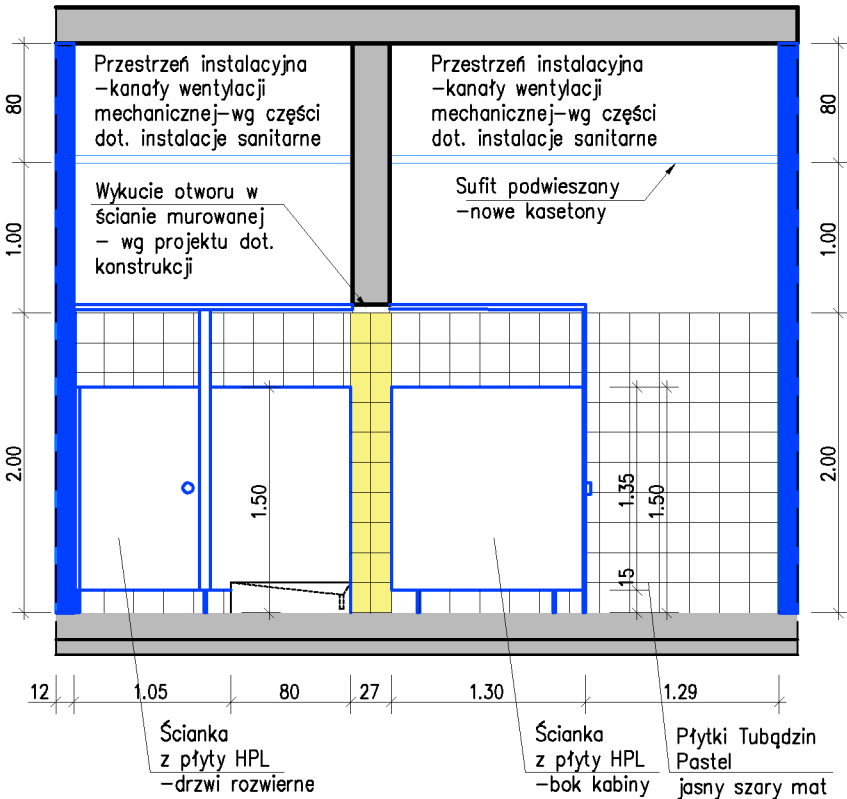 Przestrzeń instalacyjna
–kanały wentylacji
mechanicznej–wg części
dot. instalacje sanitarne
Przestrzeń instalacyjna
–kanały wentylacji
mechanicznej–wg części
dot. instalacje sanitarne
80
80
Wykucie otworu w
ścianie murowanej
– wg projektu dot.
konstrukcji
Sufit podwieszany
–nowe kasetony
1.00
1.00
2.00
1.50
1.35
1.50
15
2.00
12
1.05
80
27
1.30
1.29
Ścianka
z płyty HPL
–drzwi rozwierne
Ścianka
z płyty HPL
–bok kabiny
Płytki Tubądzin
Pastel
jasny szary mat